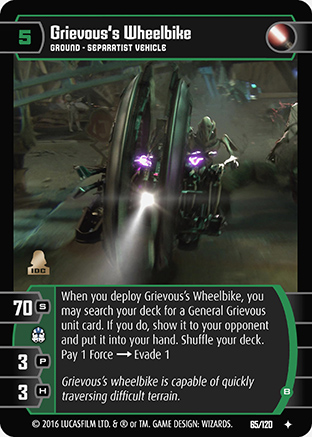 5
Grievous's Wheelbike
GROUND - SEPARATIST VEHICLE
IDC
70 S
3 P
3 H
When you deploy Grievous's Wheelbike, you
may search your deck for a General Grievous
unit card. If you do, show it to your opponent
and put it into your hand. Shuffle your deck.
Pay 1 Force → Evade 1
Grievous's wheelbike is capable of quickly
traversing difficult terrain.
B
© 2016 LUCASFILM LTD. & ® or TM. GAME DESIGN: WIZARDS.
65/120